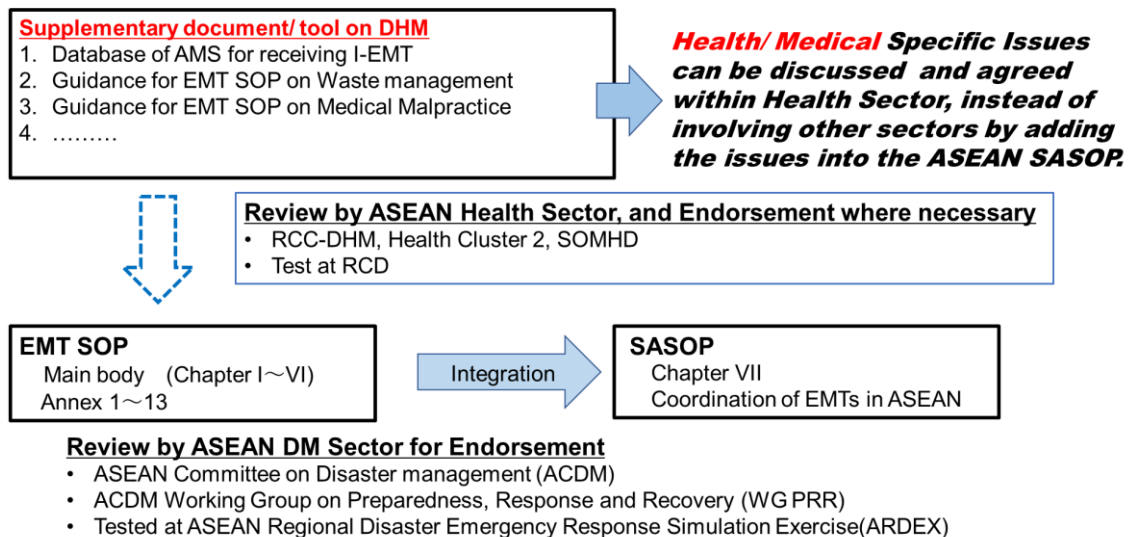 Supplementary document/ tool on DHM
1. Database of AMS for receiving I-EMT
2. Guidance for EMT SOP on Waste management
3. Guidance for EMT SOP on Medical Malpractice
4. ………
Health/ Medical Specific Issues
can be discussed and agreed
within Health Sector, instead of
involving other sectors by adding
the issues into the ASEAN SASOP.
Review by ASEAN Health Sector, and Endorsement where necessary
• RCC-DHM, Health Cluster 2, SOMHD
• Test at RCD
EMT SOP
Main body (Chapter I～VI)
Annex 1～13
Integration
SASOP
Chapter VII
Coordination of EMTs in ASEAN
Review by ASEAN DM Sector for Endorsement
• ASEAN Committee on Disaster management (ACDM)
• ACDM Working Group on Preparedness, Response and Recovery (WG PRR)
• Tested at ASEAN Regional Disaster Emergency Response Simulation Exercise(ARDEX)